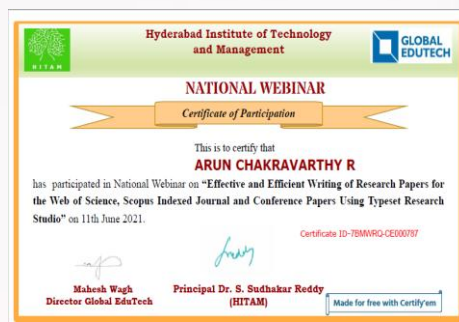 Hyderabad Institute of Technology
and Management
HITAM
GLOBAL
EDUTECH
NATIONAL WEBINAR
Certificate of Participation
This is to certify that
ARUN CHAKRAVARTHY R
has participated in National Webinar on “Effective and Efficient Writing of Research Papers for
the Web of Science, Scopus Indexed Journal and Conference Papers Using Typeset Research
Studio” on 11th June 2021.
Certificate ID-7BMWRQ-CE000787
Mahesh Wagh
Director Global EduTech
Principal Dr. S. Sudhakar Reddy
(HITAM)
Made for free with Certify'em